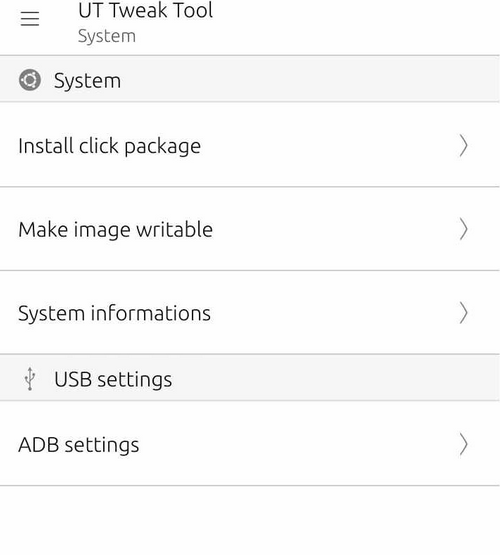 UT Tweak Tool
System
System
Install click package
Make image writable
System informations
USB settings
ADB settings